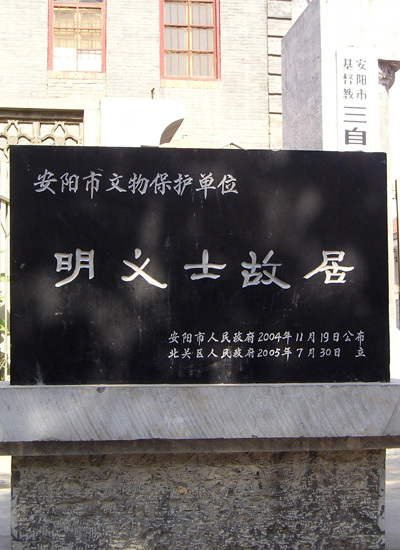 安阳市文物保护单位
明义士故居
安阳市人民政府2004年11月19日公布
北关区人民政府2005年7月30日 立
安阳市
基督教
三自